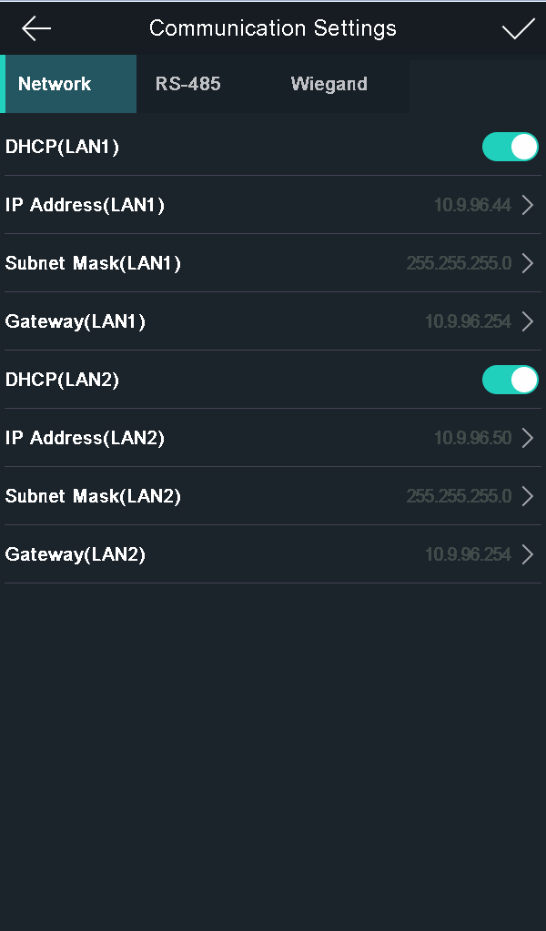 Communication Settings
Network RS-485 Wiegand
DHCP(LAN1)
IP Address(LAN1) 10.9.96.44
Subnet Mask(LAN1) 255.255.255.0
Gateway(LAN1) 10.9.96.254
DHCP(LAN2)
IP Address(LAN2) 10.9.96.50
Subnet Mask(LAN2) 255.255.255.0
Gateway(LAN2) 10.9.96.254